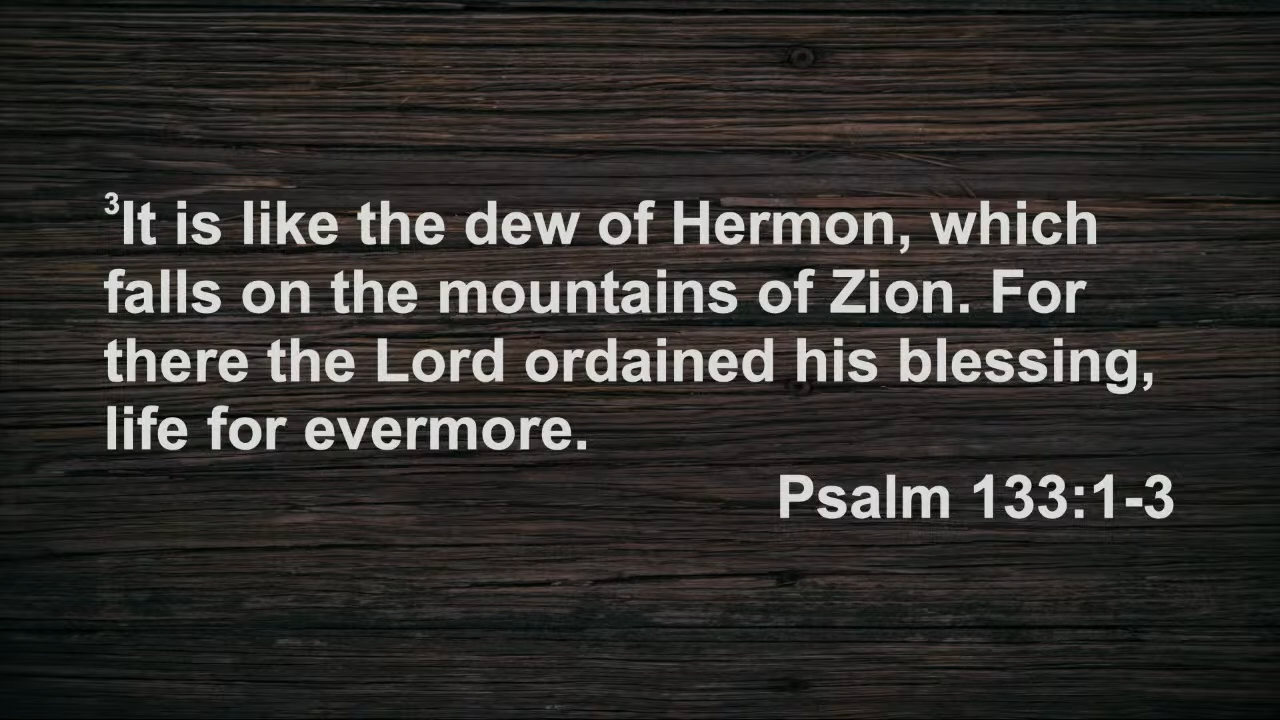 ³It is like the dew of Hermon, which
falls on the mountains of Zion. For
there the Lord ordained his blessing,
life for evermore.
Psalm 133:1-3